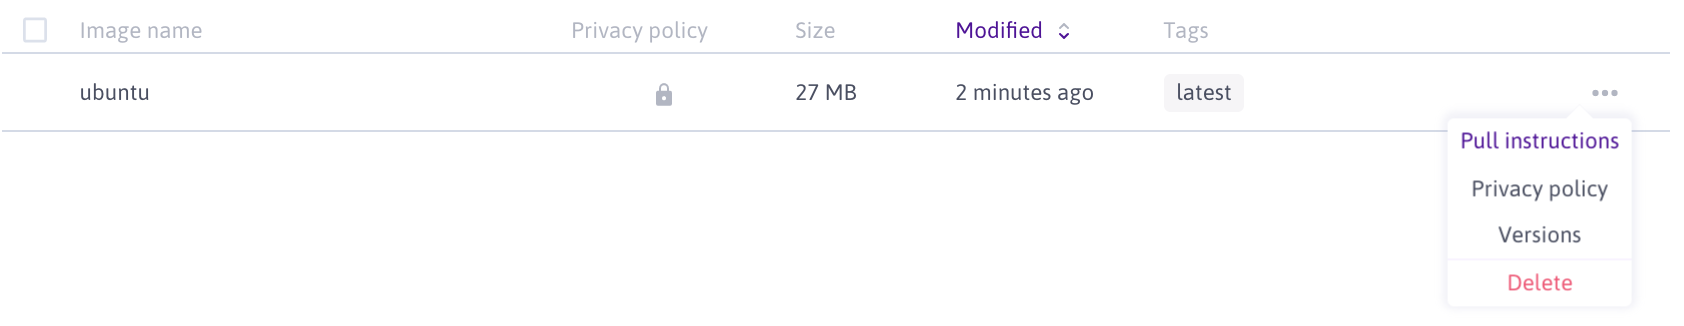 Image name Privacy policy Size Modified Tags
ubuntu 27 MB 2 minutes ago latest
Pull instructions
Privacy policy
Versions
Delete